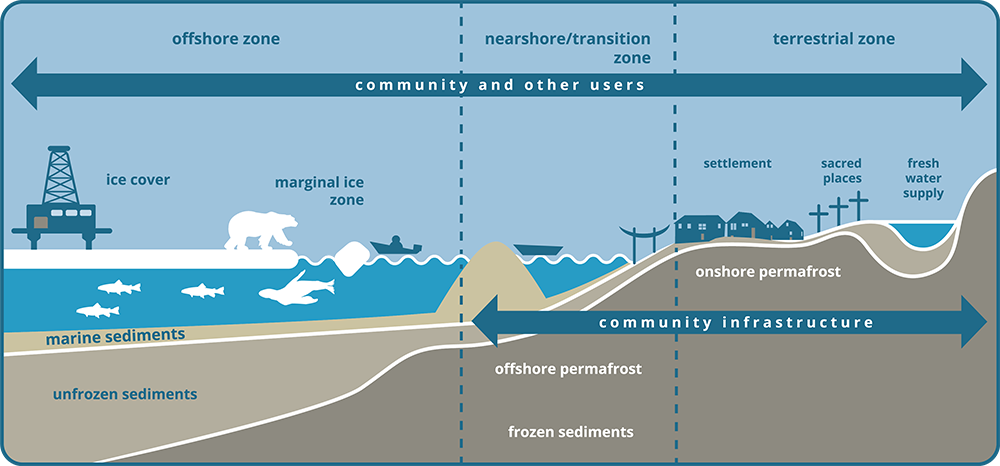 offshore zone
nearshore/transition
zone
terrestrial zone
community and other users
ice cover
marginal ice
zone
settlement
sacred
places
fresh
water
supply
onshore permafrost
community infrastructure
marine sediments
offshore permafrost
unfrozen sediments
frozen sediments